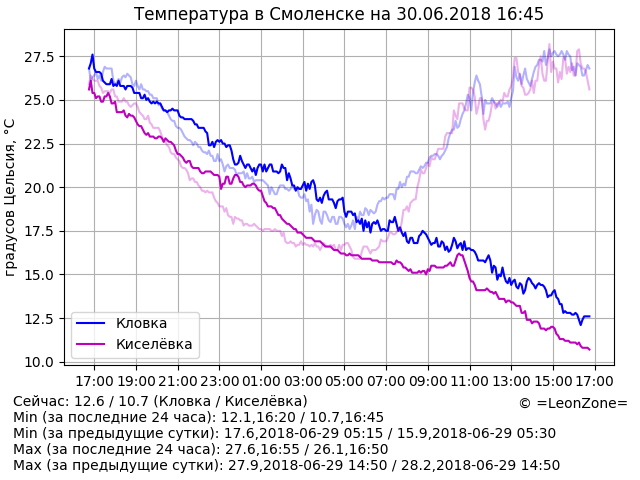 Температура в Смоленске на 30.06.2018 16:45
градусов Цельсия, °C
27.5
25.0
22.5
20.0
17.5
15.0
12.5
10.0
Кловка
Киселёвка
17:00 19:00 21:00 23:00 01:00 03:00 05:00 07:00 09:00 11:00 13:00 15:00 17:00
Сейчас: 12.6 / 10.7 (Кловка / Киселёвка)
© =LeonZone=
Min (за последние 24 часа): 12.1,16:20 / 10.7,16:45
Min (за предыдущие сутки): 17.6,2018-06-29 05:15 / 15.9,2018-06-29 05:30
Max (за последние 24 часа): 27.6,16:55 / 26.1,16:50
Max (за предыдущие сутки): 27.9,2018-06-29 14:50 / 28.2,2018-06-29 14:50